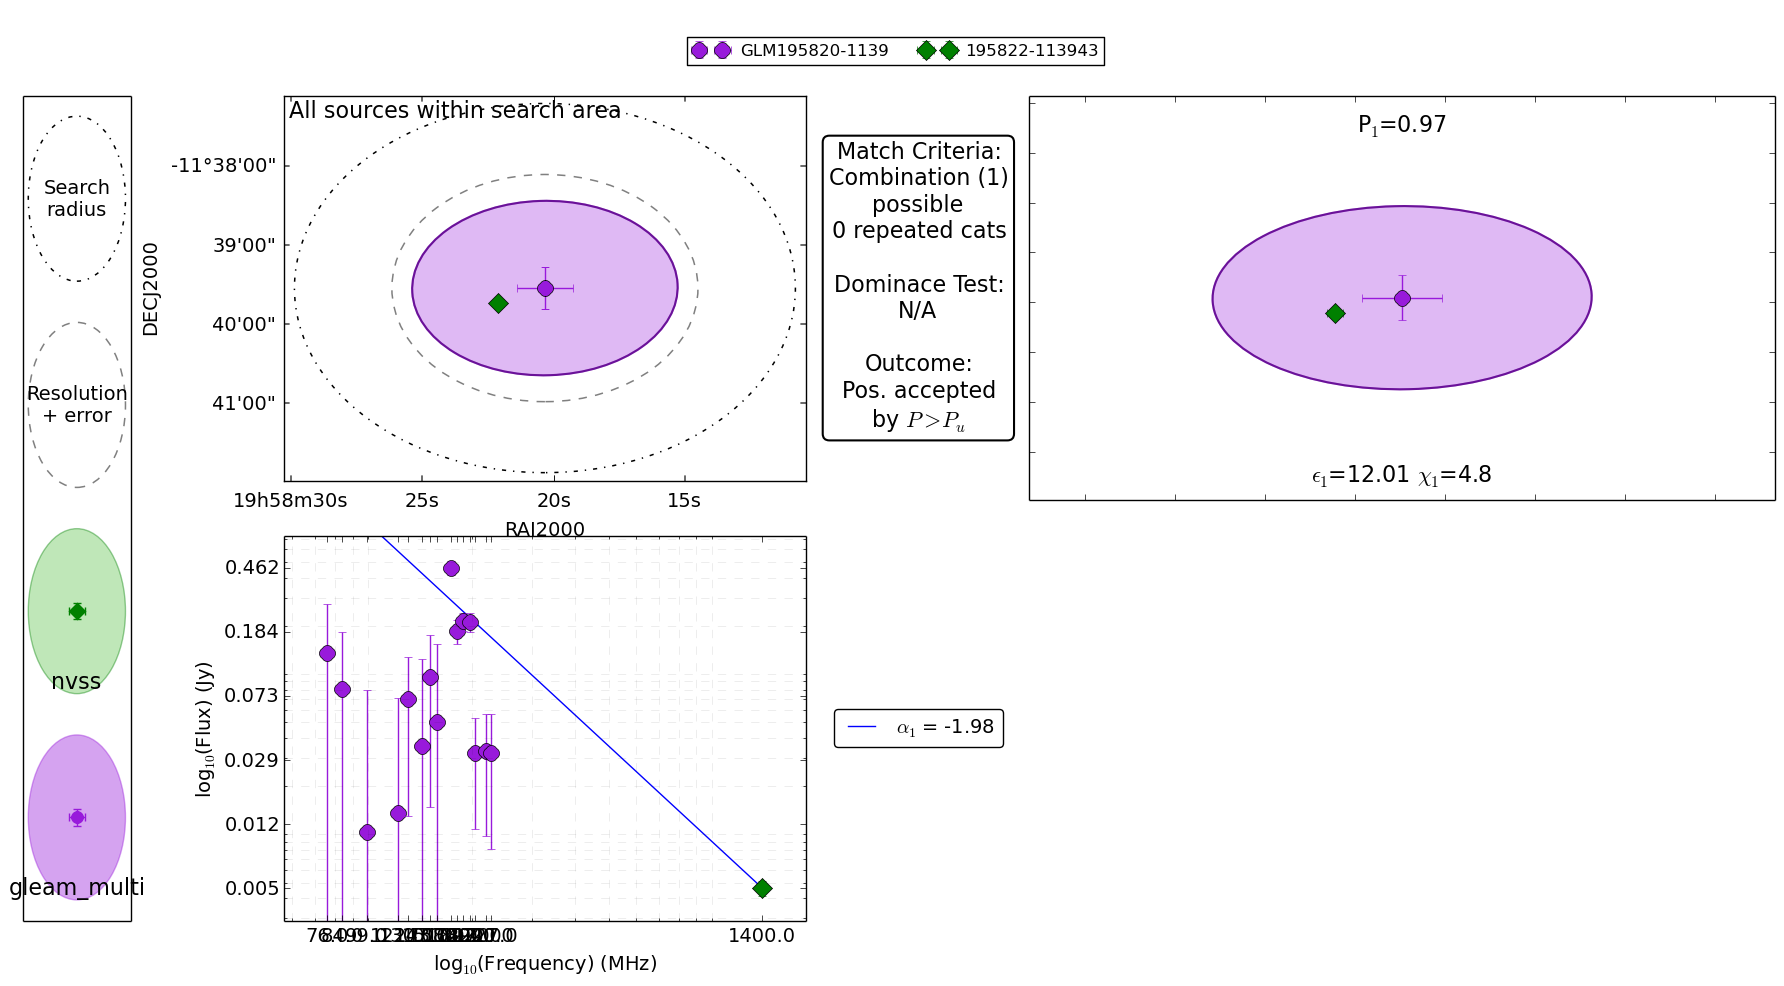 GLM195820-1139 195822-113943
Search
radius
Resolution
+ error
nvss
gleam_multi
All sources within search area
DECJ2000
-11°38'00"
39'00"
40'00"
41'00"
19h58m30s 25s 20s 15s
RAJ2000
Match Criteria:
Combination (1)
possible
0 repeated cats
Dominace Test:
N/A
Outcome:
Pos. accepted
by P>Pᵤ
P₁=0.97
ϵ₁=12.01 χ₁=4.8
log₁₀(Flux) (Jy)
0.462
0.184
0.073
0.029
0.012
0.005
1400.0
log₁₀(Frequency) (MHz)
α₁ = -1.98